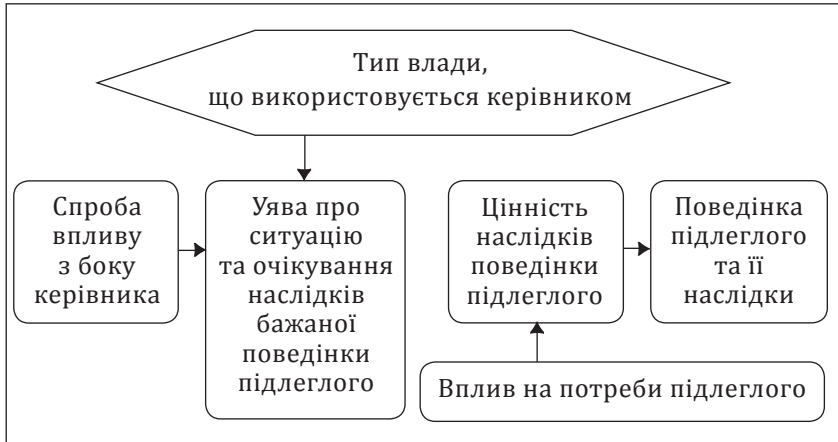 Тип влади,
що використовується керівником
Спроба
впливу
з боку
керівника
Уява про
ситуацію
та очікування
наслідків
бажаної
поведінки
підлеглого
Цінність
наслідків
поведінки
підлеглого
Поведінка
підлеглого
та її
наслідки
Вплив на потреби підлеглого